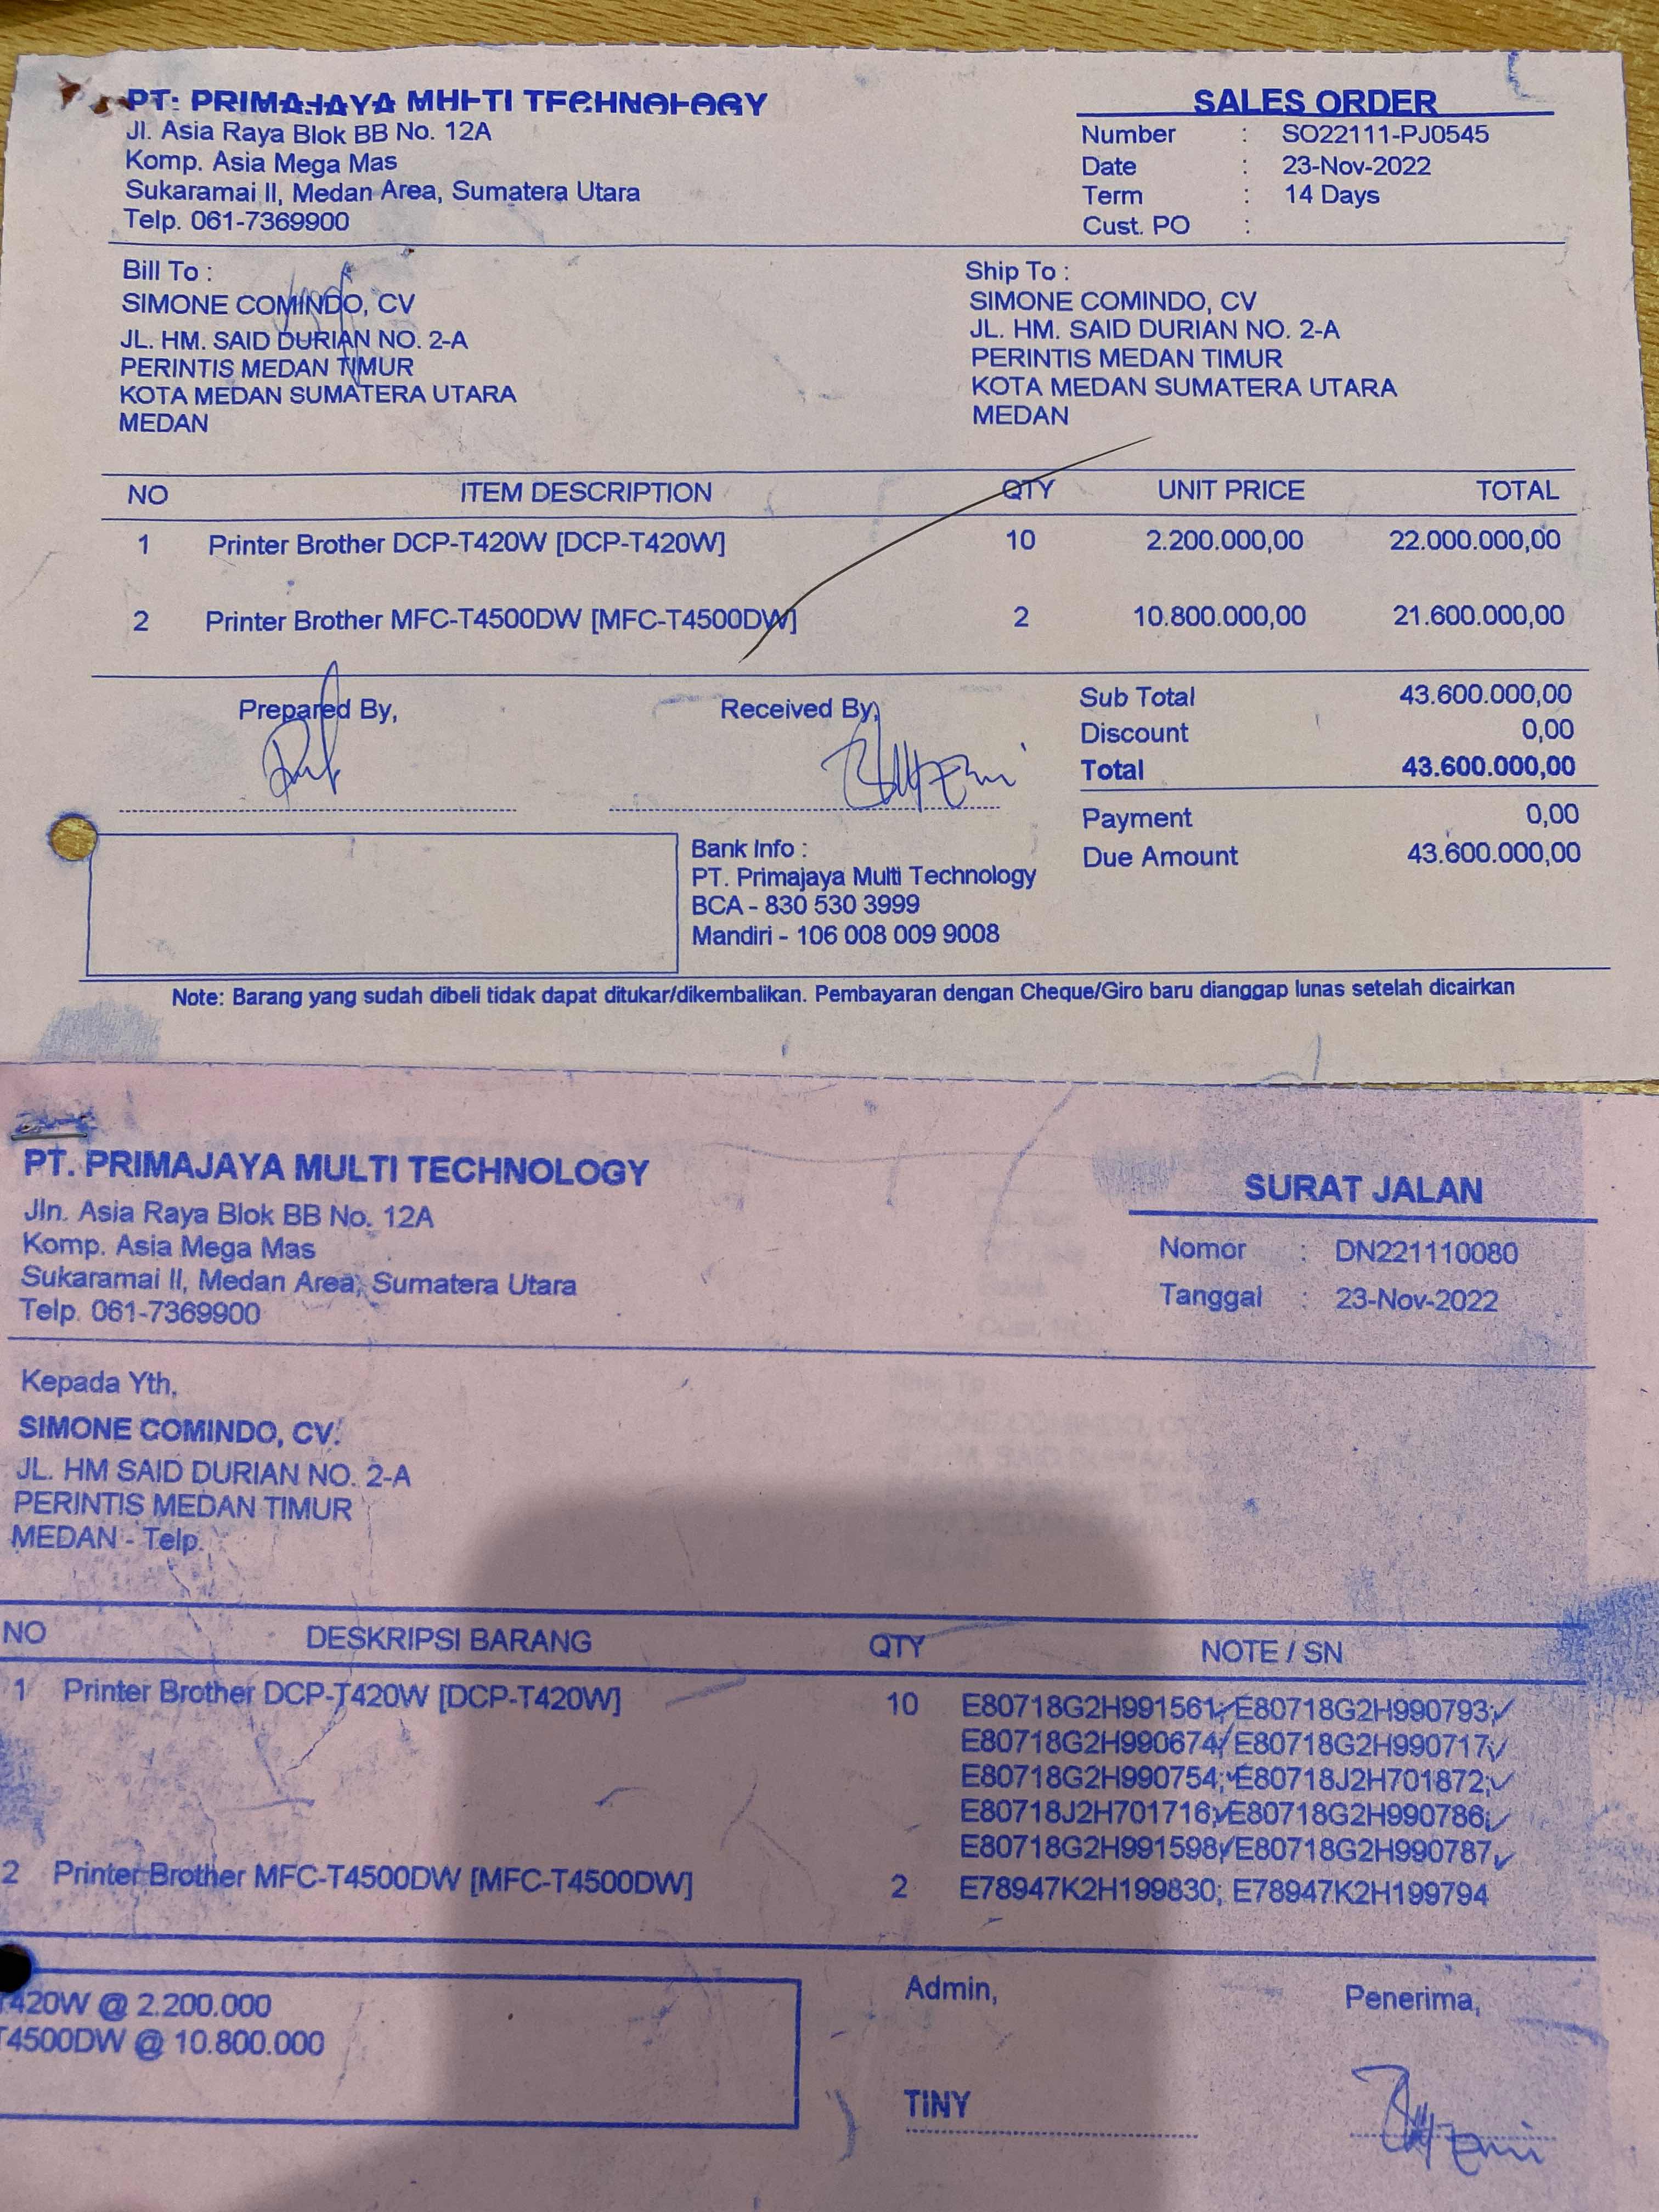 PT. PRIMAJAYA MULTI TECHNOLOGY
Jl. Asia Raya Blok BB No. 12A
Komp. Asia Mega Mas
Sukaramai II, Medan Area, Sumatera Utara
Telp. 061-7369900
SALES ORDER
Number : SO22111-PJ0545
Date : 23-Nov-2022
Term : 14 Days
Cust. PO :
Bill To :
SIMONE COMINDO, CV
JL. HM. SAID DURIAN NO. 2-A
PERINTIS MEDAN TIMUR
KOTA MEDAN SUMATERA UTARA
MEDAN
Ship To :
SIMONE COMINDO, CV
JL. HM. SAID DURIAN NO. 2-A
PERINTIS MEDAN TIMUR
KOTA MEDAN SUMATERA UTARA
MEDAN
NO ITEM DESCRIPTION QTY UNIT PRICE TOTAL
1 Printer Brother DCP-T420W [DCP-T420W] 10 2.200.000,00 22.000.000,00
2 Printer Brother MFC-T4500DW [MFC-T4500DW] 2 10.800.000,00 21.600.000,00
Prepared By,
Received By,
Sub Total 43.600.000,00
Discount 0,00
Total 43.600.000,00
Payment 0,00
Due Amount 43.600.000,00
Bank Info :
PT. Primajaya Multi Technology
BCA - 830 530 3999
Mandiri - 106 008 009 9008
Note: Barang yang sudah dibeli tidak dapat ditukar/dikembalikan. Pembayaran dengan Cheque/Giro baru dianggap lunas setelah dicairkan
PT. PRIMAJAYA MULTI TECHNOLOGY
Jln. Asia Raya Blok BB No. 12A
Komp. Asia Mega Mas
Sukaramai II, Medan Area, Sumatera Utara
Telp. 061-7369900
SURAT JALAN
Nomor : DN221110080
Tanggal : 23-Nov-2022
Kepada Yth,
SIMONE COMINDO, CV.
JL. HM SAID DURIAN NO. 2-A
PERINTIS MEDAN TIMUR
MEDAN - Telp.
NO DESKRIPSI BARANG QTY NOTE / SN
1 Printer Brother DCP-T420W [DCP-T420W] 10 E80718G2H991561; E80718G2H990793;
E80718G2H990674; E80718G2H990717;
E80718G2H990754; E80718J2H701872;
E80718J2H701716; E80718G2H990786;
E80718G2H991598; E80718G2H990787;
2 Printer Brother MFC-T4500DW [MFC-T4500DW] 2 E78947K2H199830; E78947K2H199794
T420W @ 2.200.000
T4500DW @ 10.800.000
Admin,
TINY
Penerima,